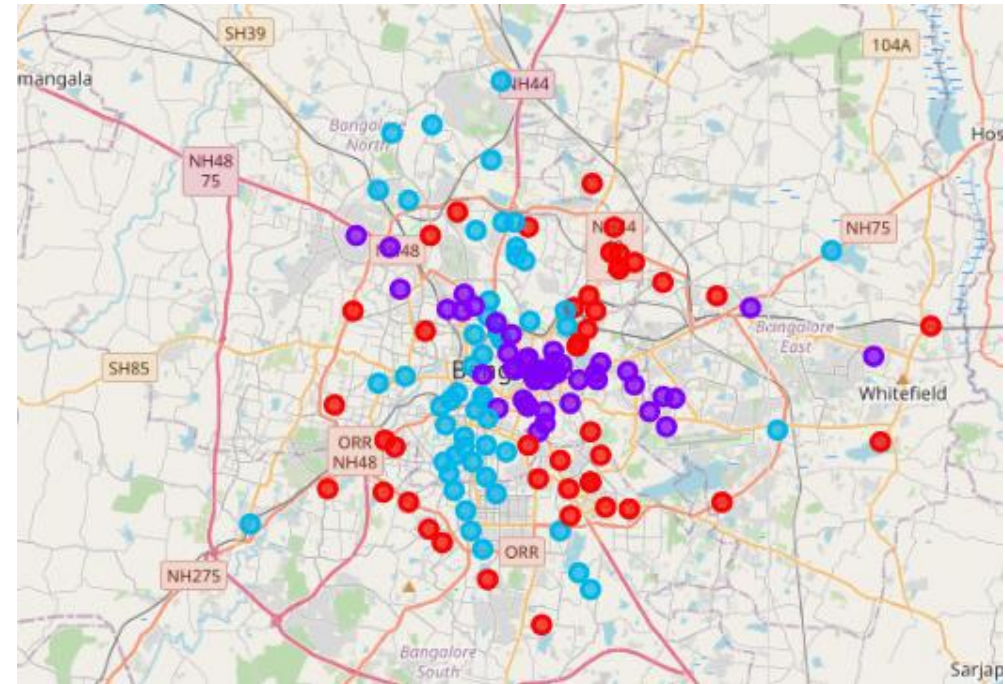 SH39
104A
mangala
NH44
Bangalore
North
Hos
NH48
75
NH75
NH48
Bangalore
East
SH85
Beng
Whitefield
ORR
NH48
ORR
NH275
Bangalore
South
Sarjap